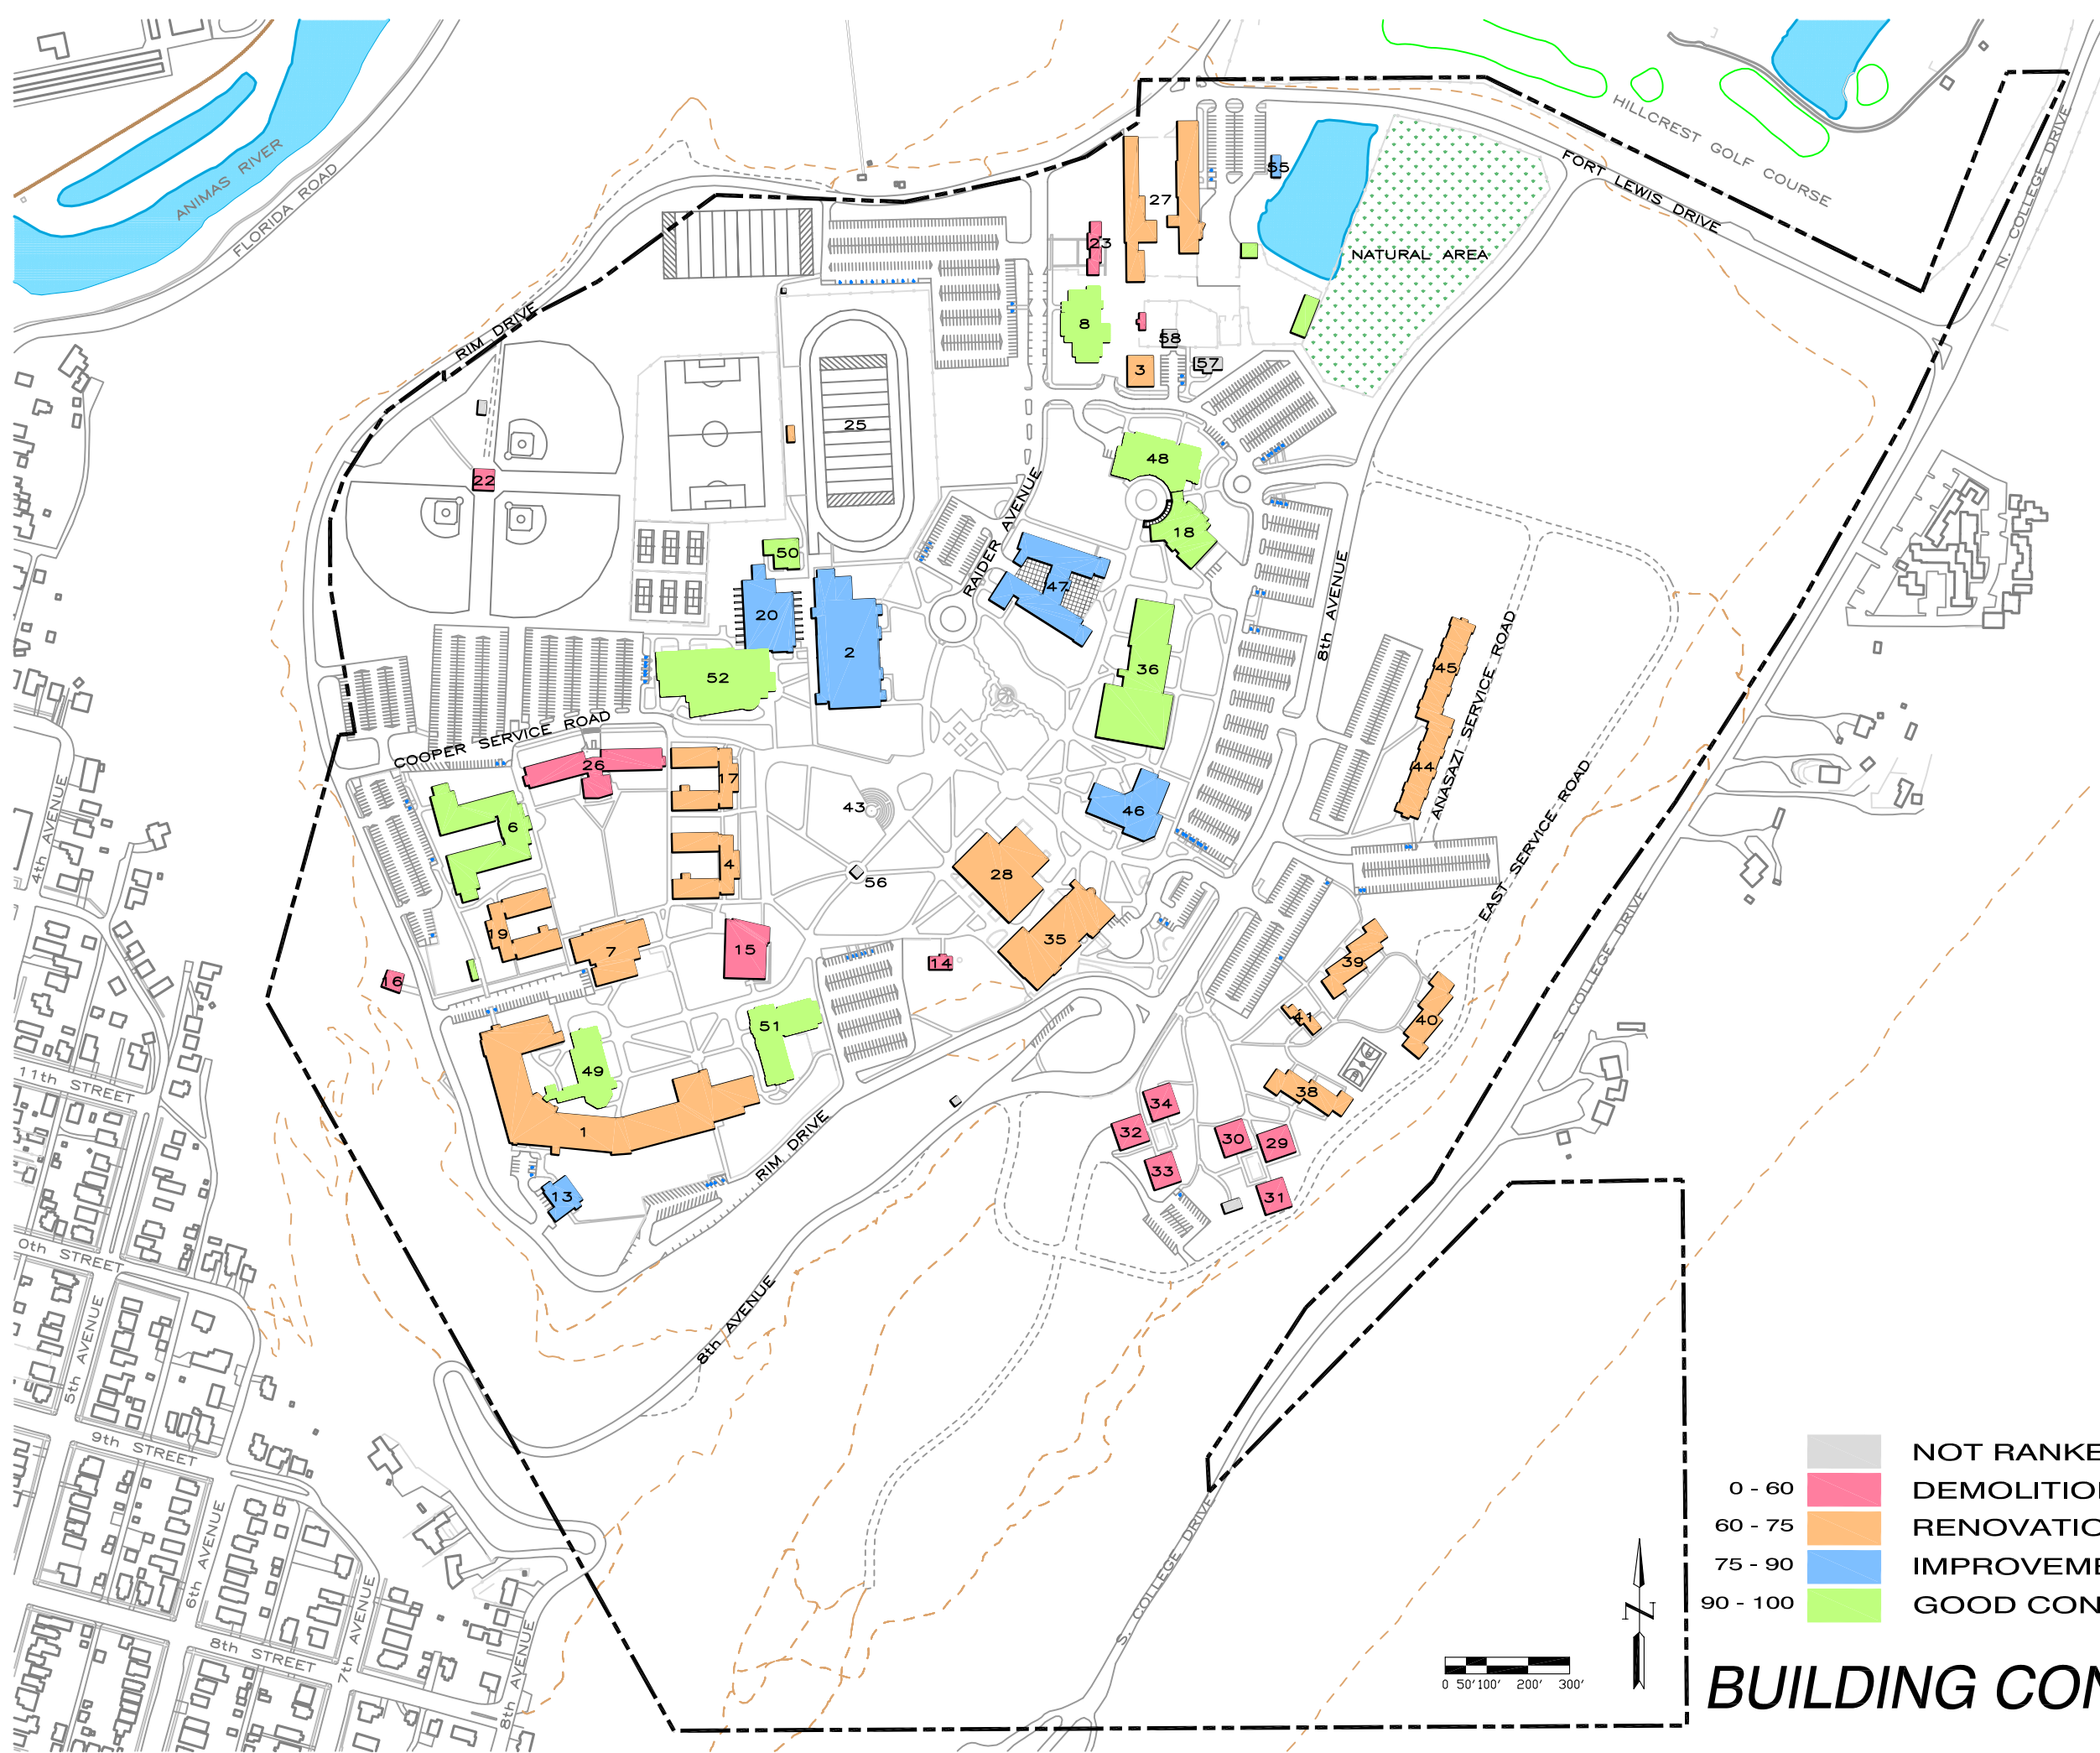 ANIMAS RIVER
FLORIDA ROAD
HILLCREST GOLF COURSE
N. COLLEGE DRIVE
FORT LEWIS DRIVE
NATURAL AREA
RIM DRIVE
55
27
23
8
58
57
3
25
48
22
18
RAIDER AVENUE
50
47
20
2
8th AVENUE
36
45
52
ANASAZI SERVICE ROAD
COOPER SERVICE ROAD
26
17
44
43
46
6
4
EAST SERVICE ROAD
28
56
4th AVENUE
19
7
15
35
14
39
16
51
41
40
S. COLLEGE DRIVE
11th STREET
49
38
34
1
32
30
29
RIM DRIVE
33
13
31
0th STREET
8th AVENUE
5th AVENUE
9th STREET
NOT RANKE
0 - 60 DEMOLITIO
60 - 75 RENOVATIO
75 - 90 IMPROVEME
90 - 100 GOOD CON
6th AVENUE
S. COLLEGE DRIVE
N
8th STREET
7th AVENUE
8th AVENUE
0 50' 100' 200' 300'
BUILDING CON
S. COLLEGE DRIVE